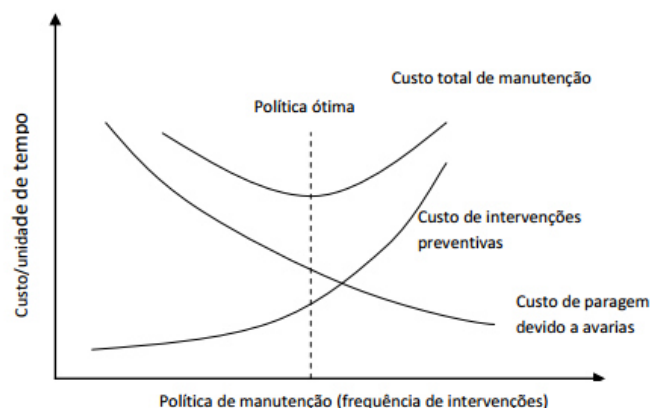 Custo total de manutenção
Política ótima
Custo/unidade de tempo
Custo de intervenções
preventivas
Custo de paragem
devido a avarias
Política de manutenção (frequência de intervenções)